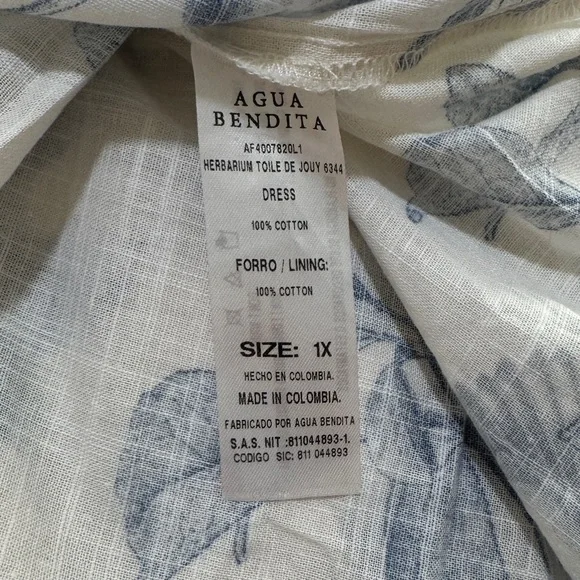 AGUA
BENDITA
AF4007820L1
HERBARIUM TOILE DE JOUY 6344
DRESS
100% COTTON
FORRO / LINING:
100% COTTON
SIZE: 1X
HECHO EN COLOMBIA.
MADE IN COLOMBIA.
FABRICADO POR AGUA BENDITA
S.A.S. NIT :811044893-1.
CODIGO SIC: 811 044893